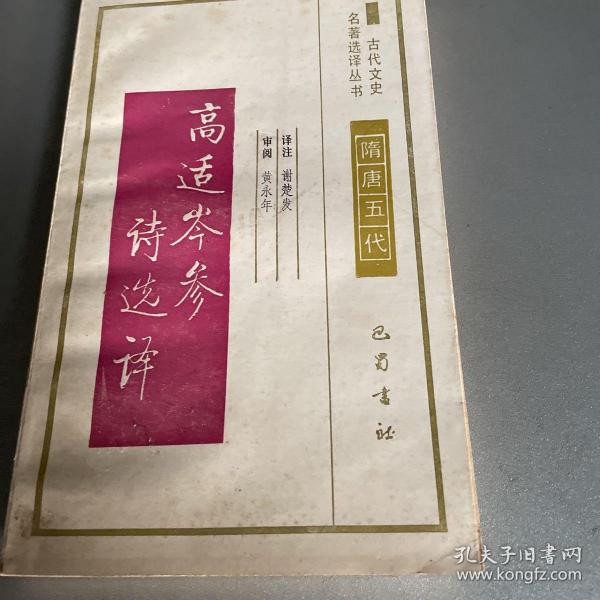 古代文史
名著选译丛书
隋唐五代
巴蜀书社
译注 谢楚发
审阅 黄永年
高适岑参
诗选译
孔夫子旧书网
www.kongfz.com